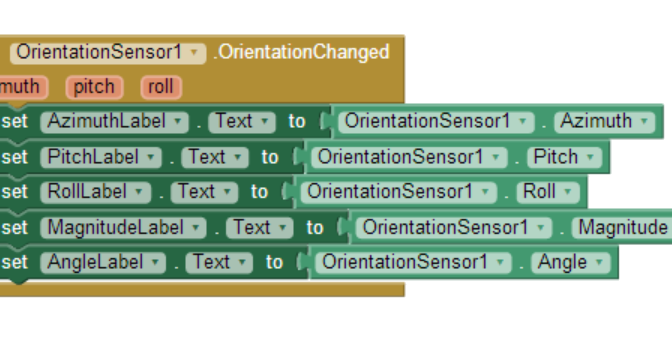 OrientationSensor1 .OrientationChanged
muth pitch roll
set AzimuthLabel . Text to OrientationSensor1 . Azimuth
set PitchLabel . Text to OrientationSensor1 . Pitch
set RollLabel . Text to OrientationSensor1 . Roll
set MagnitudeLabel . Text to OrientationSensor1 . Magnitude
set AngleLabel . Text to OrientationSensor1 . Angle